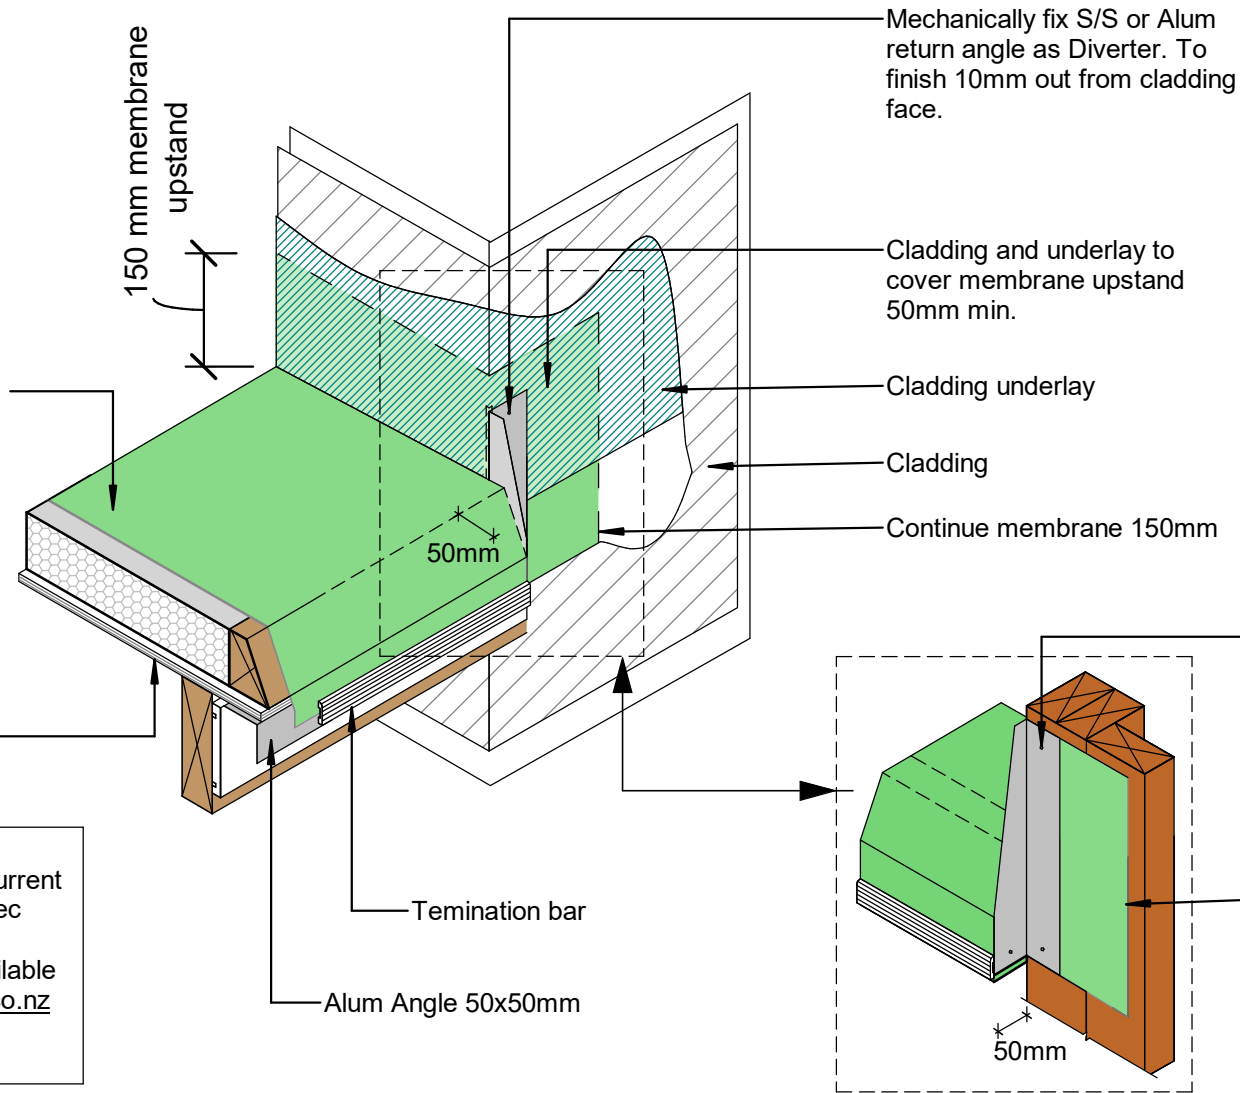 Mechanically fix S/S or Alum
return angle as Diverter. To
finish 10mm out from cladding
face.
150 mm membrane
upstand
Cladding and underlay to
cover membrane upstand
50mm min.
Cladding underlay
Cladding
Continue membrane 150mm
50mm
Temination bar
Alum Angle 50x50mm
50mm